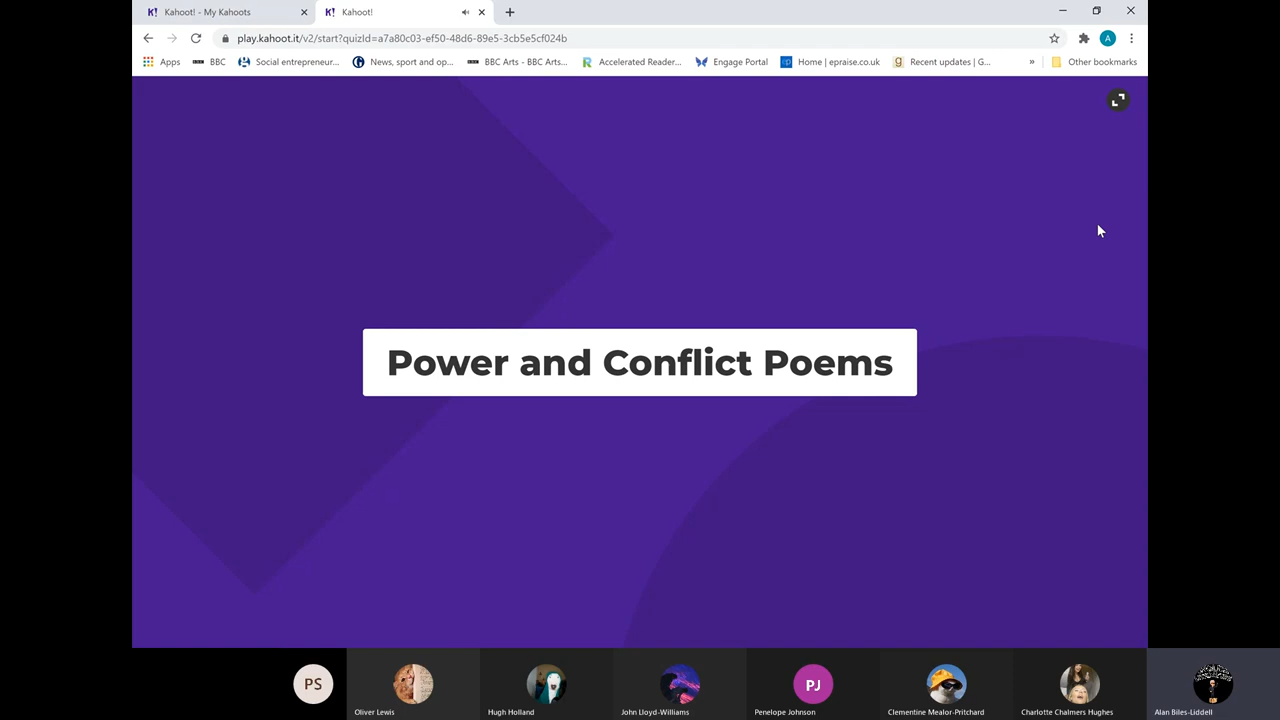 K! Kahoot! - My Kahoots
K! Kahoot!
play.kahoot.it/v2/start?quizId=a7a80c03-ef50-48d6-89e5-3cb5e5cf024b
A
Apps
BBC
Social entrepreneur...
News, sport and op...
BBC Arts - BBC Arts...
Accelerated Reader...
Engage Portal
Home | epraise.co.uk
Recent updates | G...
»
Other bookmarks
Power and Conflict Poems
PS
Oliver Lewis
Hugh Holland
John Lloyd-Williams
PJ
Penelope Johnson
Clementine Mealor-Pritchard
Charlotte Chalmers Hughes
Alan Biles-Liddell